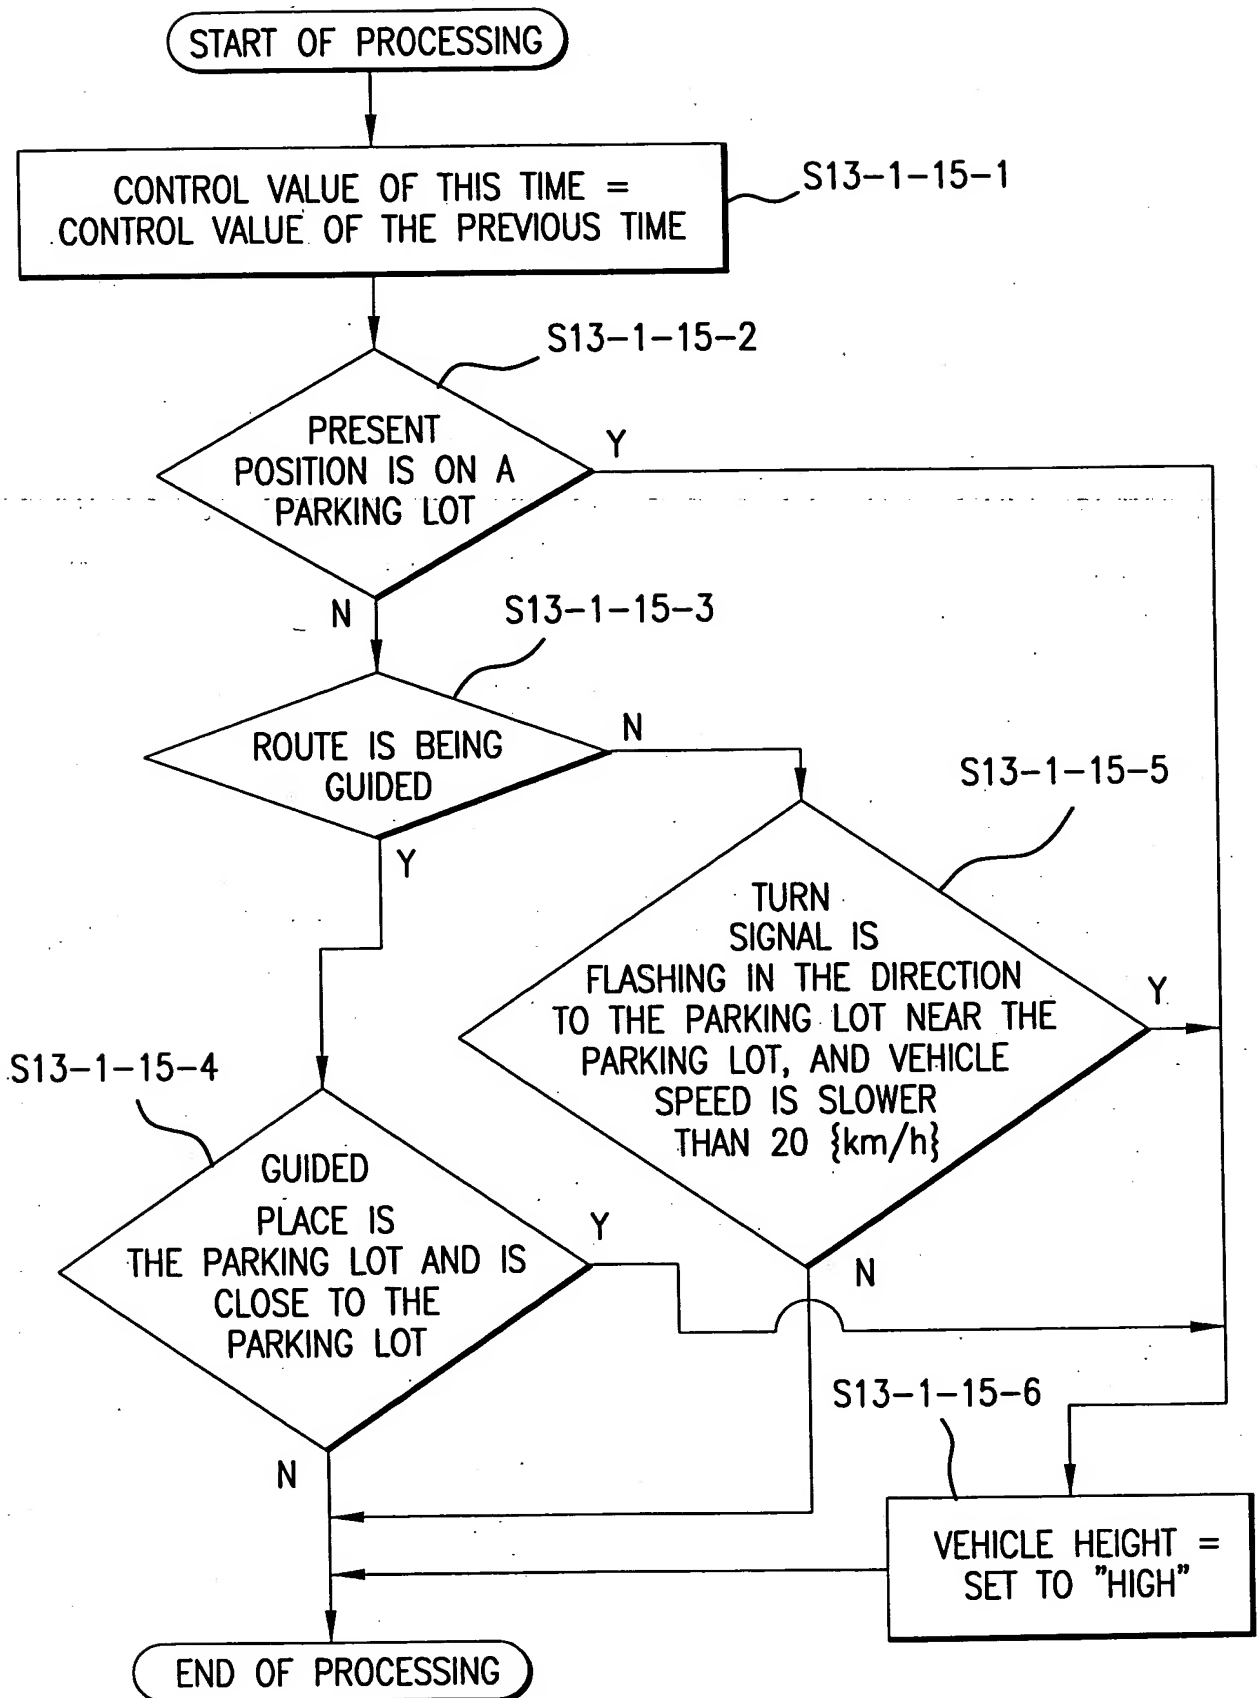 START OF PROCESSING
CONTROL VALUE OF THIS TIME =
CONTROL VALUE OF THE PREVIOUS TIME
S13-1-15-1
S13-1-15-2
PRESENT
POSITION IS ON A
PARKING LOT
Y
N
S13-1-15-3
ROUTE IS BEING
GUIDED
N
Y
S13-1-15-5
TURN
SIGNAL IS
FLASHING IN THE DIRECTION
TO THE PARKING LOT NEAR THE
PARKING LOT, AND VEHICLE
SPEED IS SLOWER
THAN 20 {km/h}
Y
N
S13-1-15-4
GUIDED
PLACE IS
THE PARKING LOT AND IS
CLOSE TO THE
PARKING LOT
Y
N
S13-1-15-6
VEHICLE HEIGHT =
SET TO "HIGH"
END OF PROCESSING